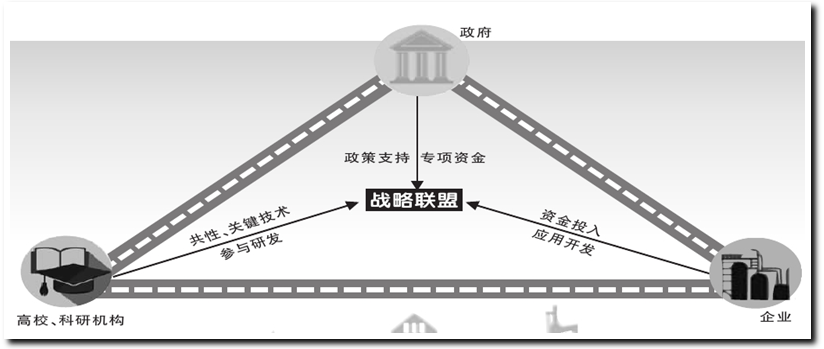 政府
政策支持 专项资金
战略联盟
共性、关键技术
参与研发
资金投入
应用开发
高校、科研机构
企业